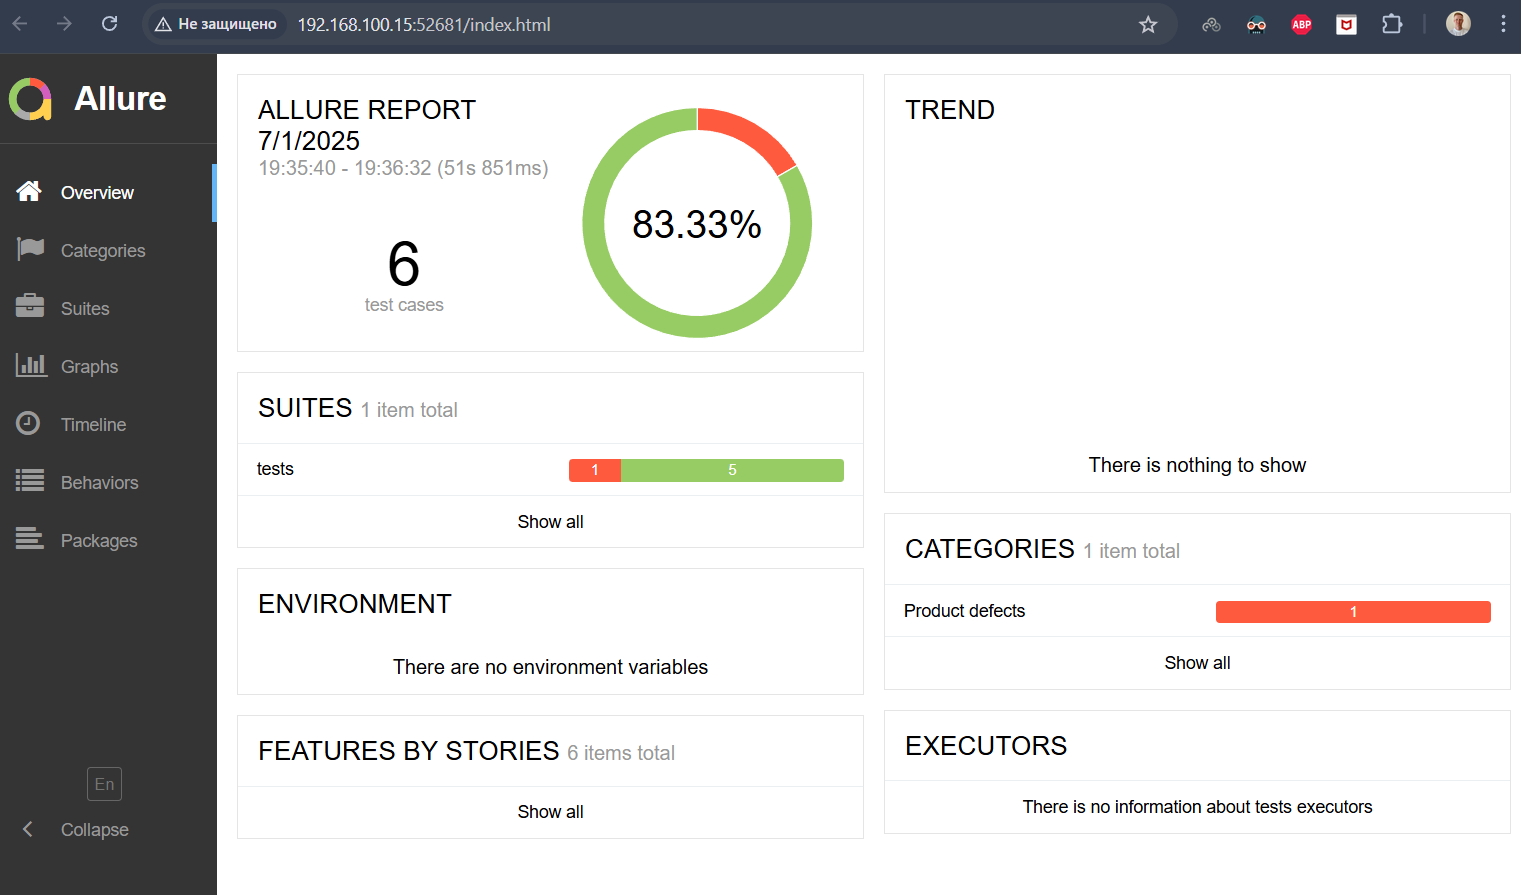 Не защищено
192.168.100.15:52681/index.html
ABP
Allure
Overview
Categories
Suites
Graphs
Timeline
Behaviors
Packages
En
Collapse
ALLURE REPORT
7/1/2025
19:35:40 - 19:36:32 (51s 851ms)
6
test cases
83.33%
SUITES 1 item total
tests 1 5
Show all
ENVIRONMENT
There are no environment variables
FEATURES BY STORIES 6 items total
Show all
TREND
There is nothing to show
CATEGORIES 1 item total
Product defects 1
Show all
EXECUTORS
There is no information about tests executors